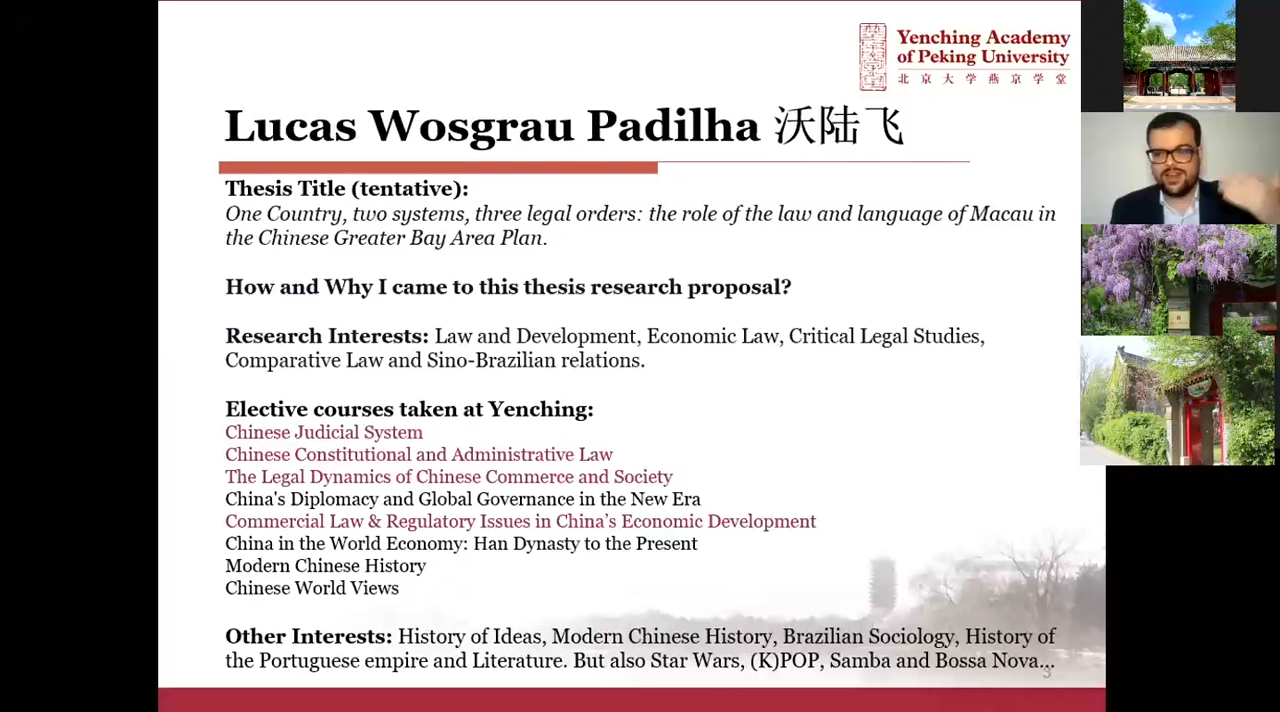 Yenching Academy
of Peking University
北京大学燕京学堂
Lucas Wosgrau Padilha 沃陆飞
Thesis Title (tentative):
One Country, two systems, three legal orders: the role of the law and language of Macau in
the Chinese Greater Bay Area Plan.
How and Why I came to this thesis research proposal?
Research Interests: Law and Development, Economic Law, Critical Legal Studies,
Comparative Law and Sino-Brazilian relations.
Elective courses taken at Yenching:
Chinese Judicial System
Chinese Constitutional and Administrative Law
The Legal Dynamics of Chinese Commerce and Society
China's Diplomacy and Global Governance in the New Era
Commercial Law & Regulatory Issues in China’s Economic Development
China in the World Economy: Han Dynasty to the Present
Modern Chinese History
Chinese World Views
Other Interests: History of Ideas, Modern Chinese History, Brazilian Sociology, History of
the Portuguese empire and Literature. But also Star Wars, (K)POP, Samba and Bossa Nova...
3